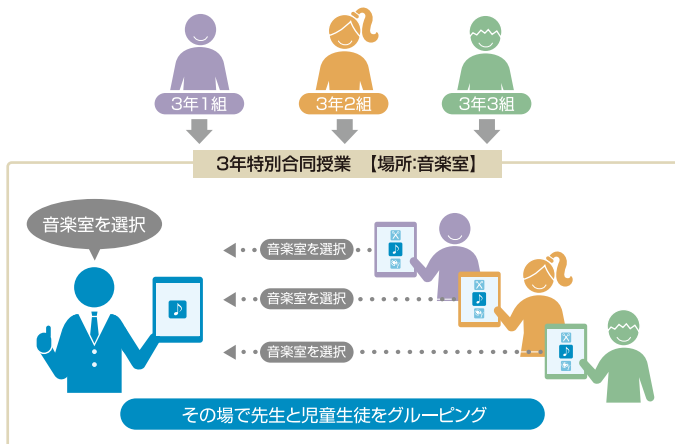 3年1組
3年2組
3年3組
3年特別合同授業 【場所:音楽室】
音楽室を選択
音楽室を選択
音楽室を選択
音楽室を選択
その場で先生と児童生徒をグルーピング